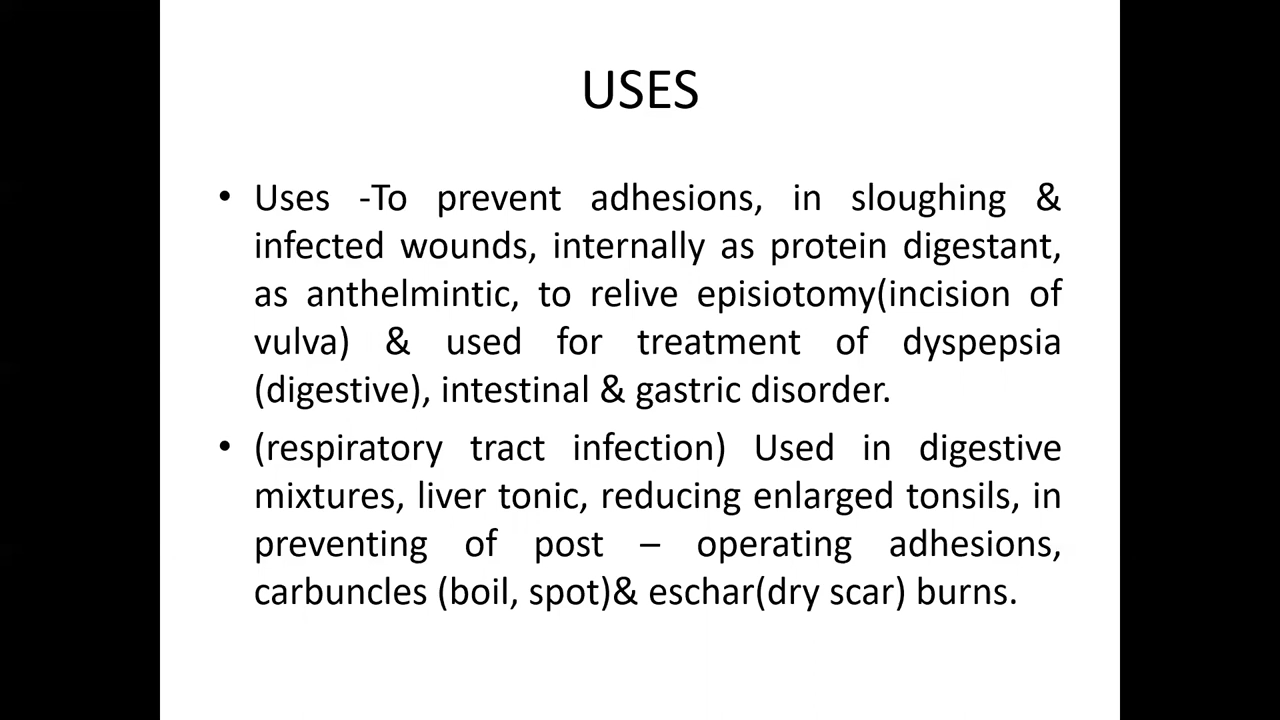 USES
• Uses -To prevent adhesions, in sloughing &
infected wounds, internally as protein digestant,
as anthelmintic, to relive episiotomy(incision of
vulva) & used for treatment of dyspepsia
(digestive), intestinal & gastric disorder.
• (respiratory tract infection) Used in digestive
mixtures, liver tonic, reducing enlarged tonsils, in
preventing of post – operating adhesions,
carbuncles (boil, spot)& eschar(dry scar) burns.